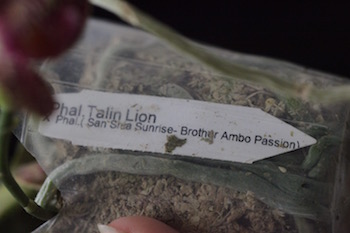 Phal. Talin Lion
x Phal.( San Shia Sunrise- Brother Ambo Passion)